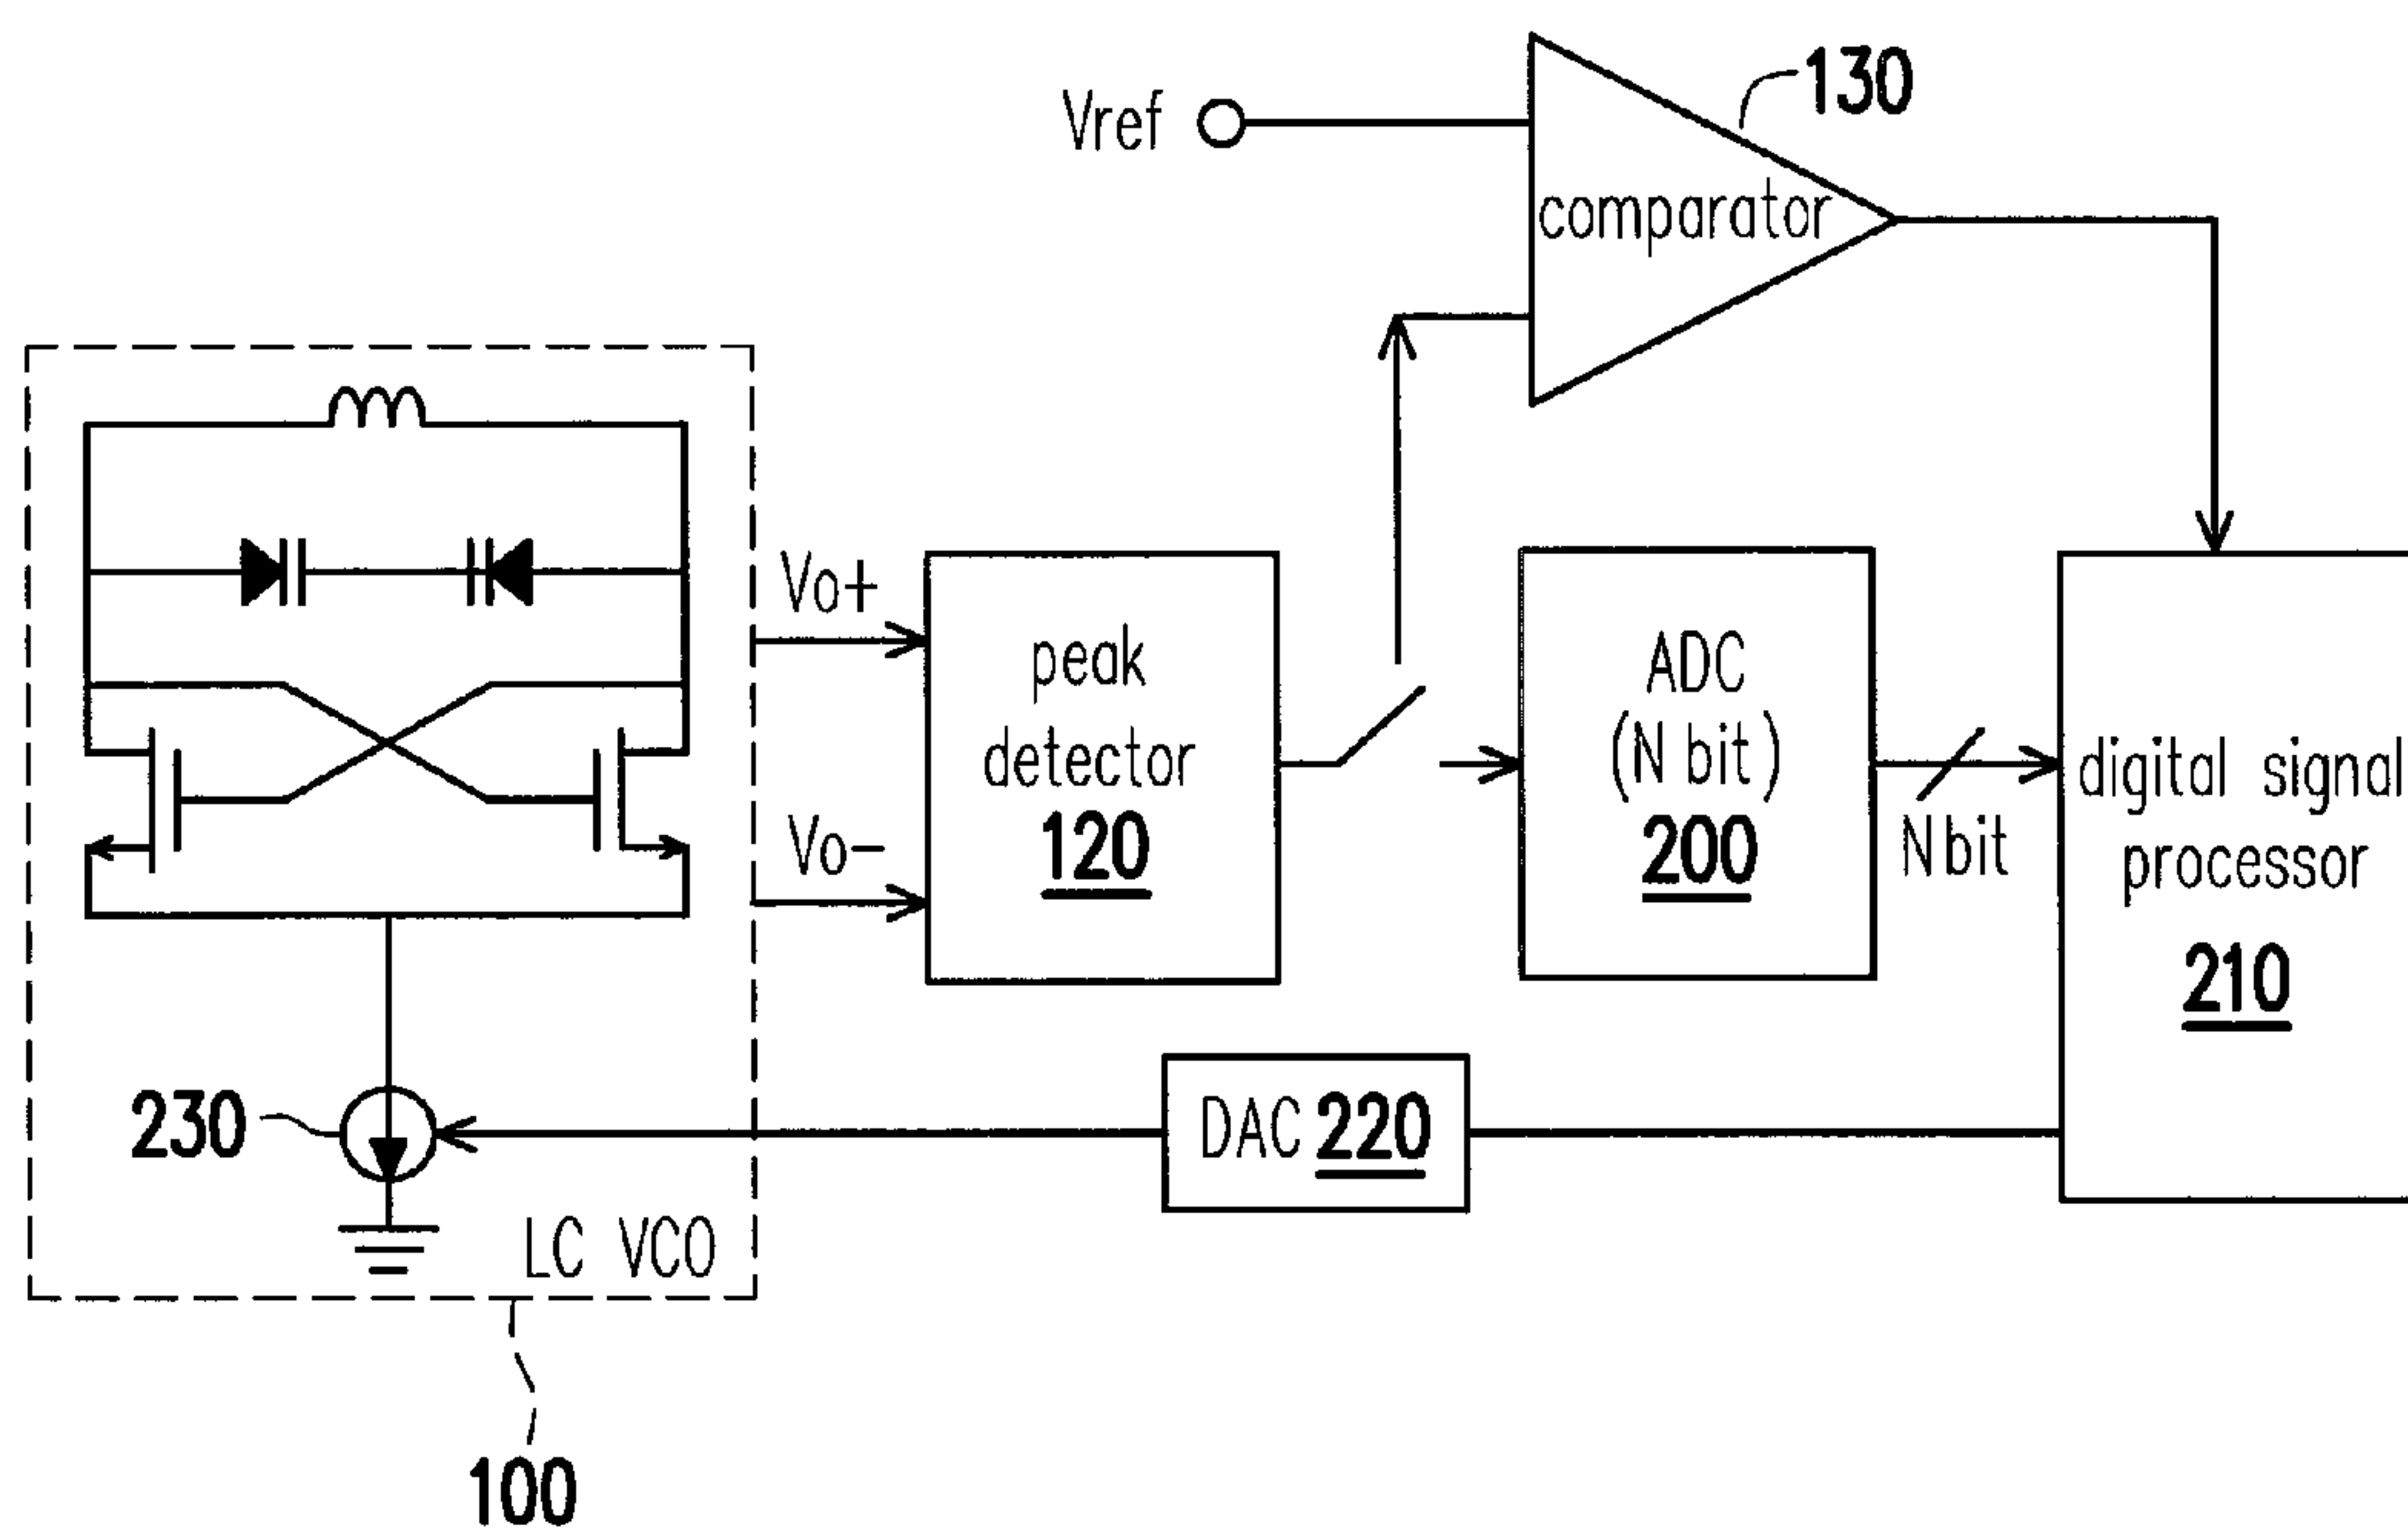 Vref
130
comparator
Vo+
Vo-
peak
detector
120
ADC
(N bit)
200
Nbit
digital signal
processor
210
230
DAC 220
LC VCO
100